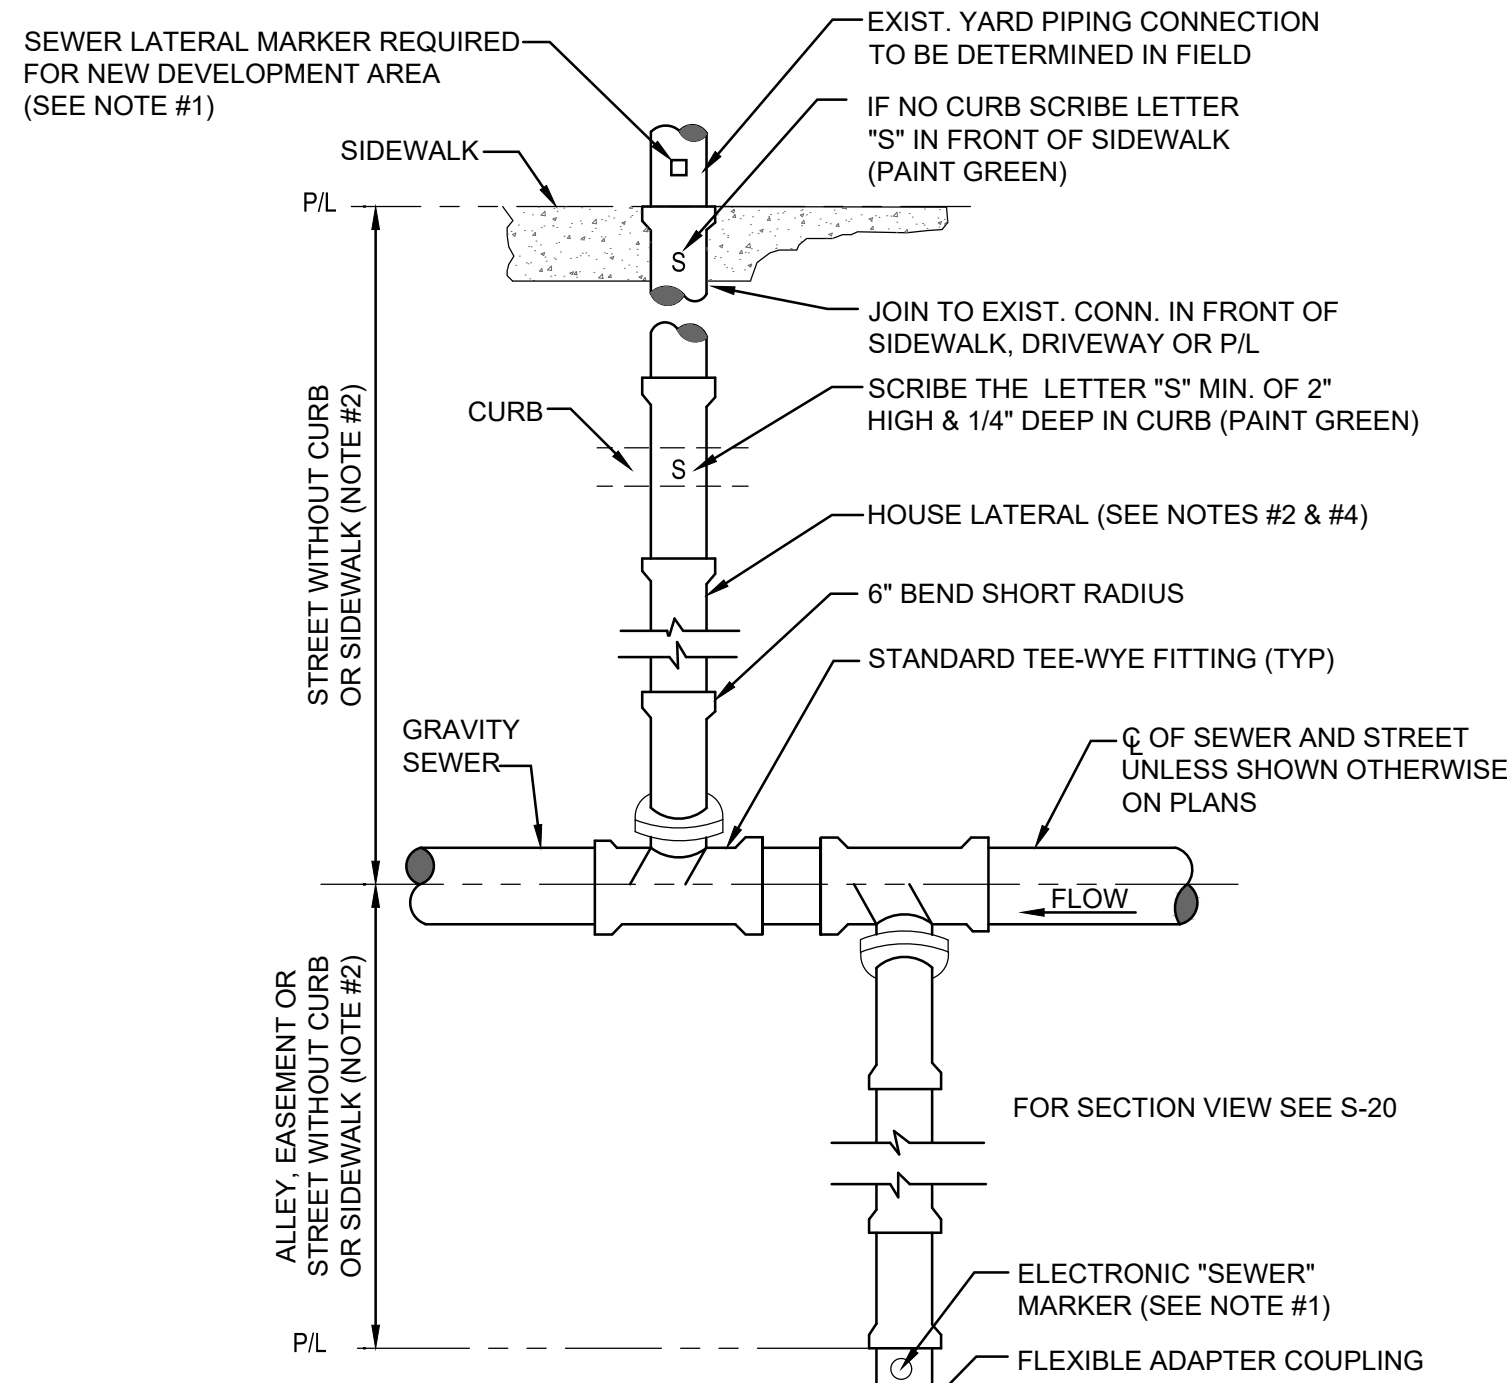 SEWER LATERAL MARKER REQUIRED
FOR NEW DEVELOPMENT AREA
(SEE NOTE #1)
EXIST. YARD PIPING CONNECTION
TO BE DETERMINED IN FIELD
IF NO CURB SCRIBE LETTER
"S" IN FRONT OF SIDEWALK
(PAINT GREEN)
SIDEWALK
P/L
S
JOIN TO EXIST. CONN. IN FRONT OF
SIDEWALK, DRIVEWAY OR P/L
SCRIBE THE LETTER "S" MIN. OF 2"
HIGH & 1/4" DEEP IN CURB (PAINT GREEN)
CURB
S
STREET WITHOUT CURB
OR SIDEWALK (NOTE #2)
HOUSE LATERAL (SEE NOTES #2 & #4)
6" BEND SHORT RADIUS
STANDARD TEE-WYE FITTING (TYP)
GRAVITY
SEWER
℄ OF SEWER AND STREET
UNLESS SHOWN OTHERWISE
ON PLANS
FLOW
ALLEY, EASEMENT OR
STREET WITHOUT CURB
OR SIDEWALK (NOTE #2)
FOR SECTION VIEW SEE S-20
ELECTRONIC "SEWER"
MARKER (SEE NOTE #1)
P/L
FLEXIBLE ADAPTER COUPLING